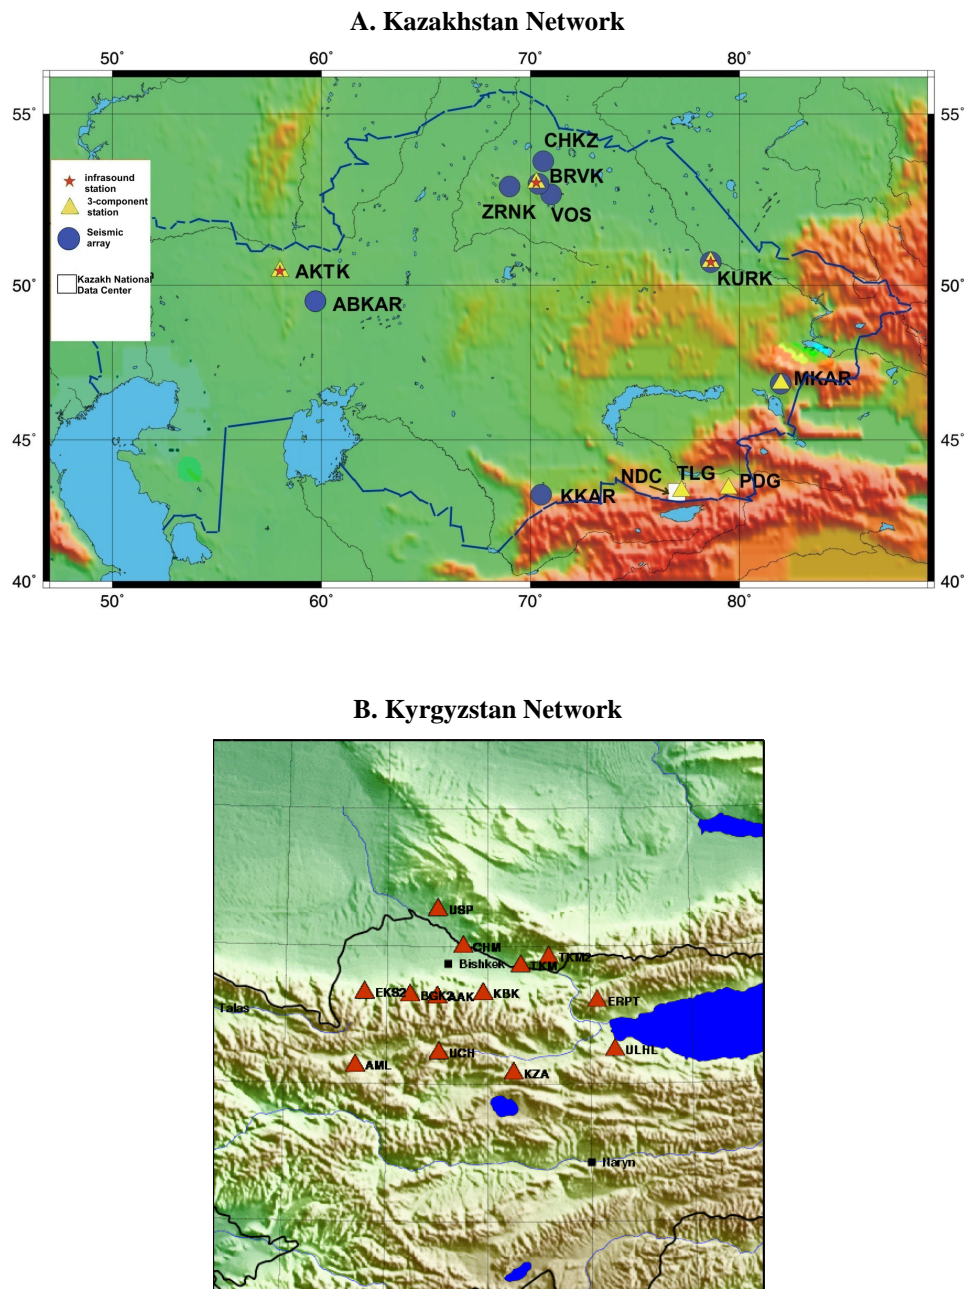 A. Kazakhstan Network
50° 60° 70° 80°
55° 55°
CHKZ
infrasound
station
BRVK
3-component
station
ZRNK VOS
Seismic
array
AKTK
KURK
Kazakh National
Data Center
50° 50°
ABKAR
MKAR
45° 45°
NDC TLG PDG
KKAR
40° 40°
50° 60° 70° 80°
B. Kyrgyzstan Network
USP
CHM
TKM2
Bishkek TKM
EKS2 BGK2 AAK KBK
ERPT
Talas
UCH ULHL
AML KZA
Naryn